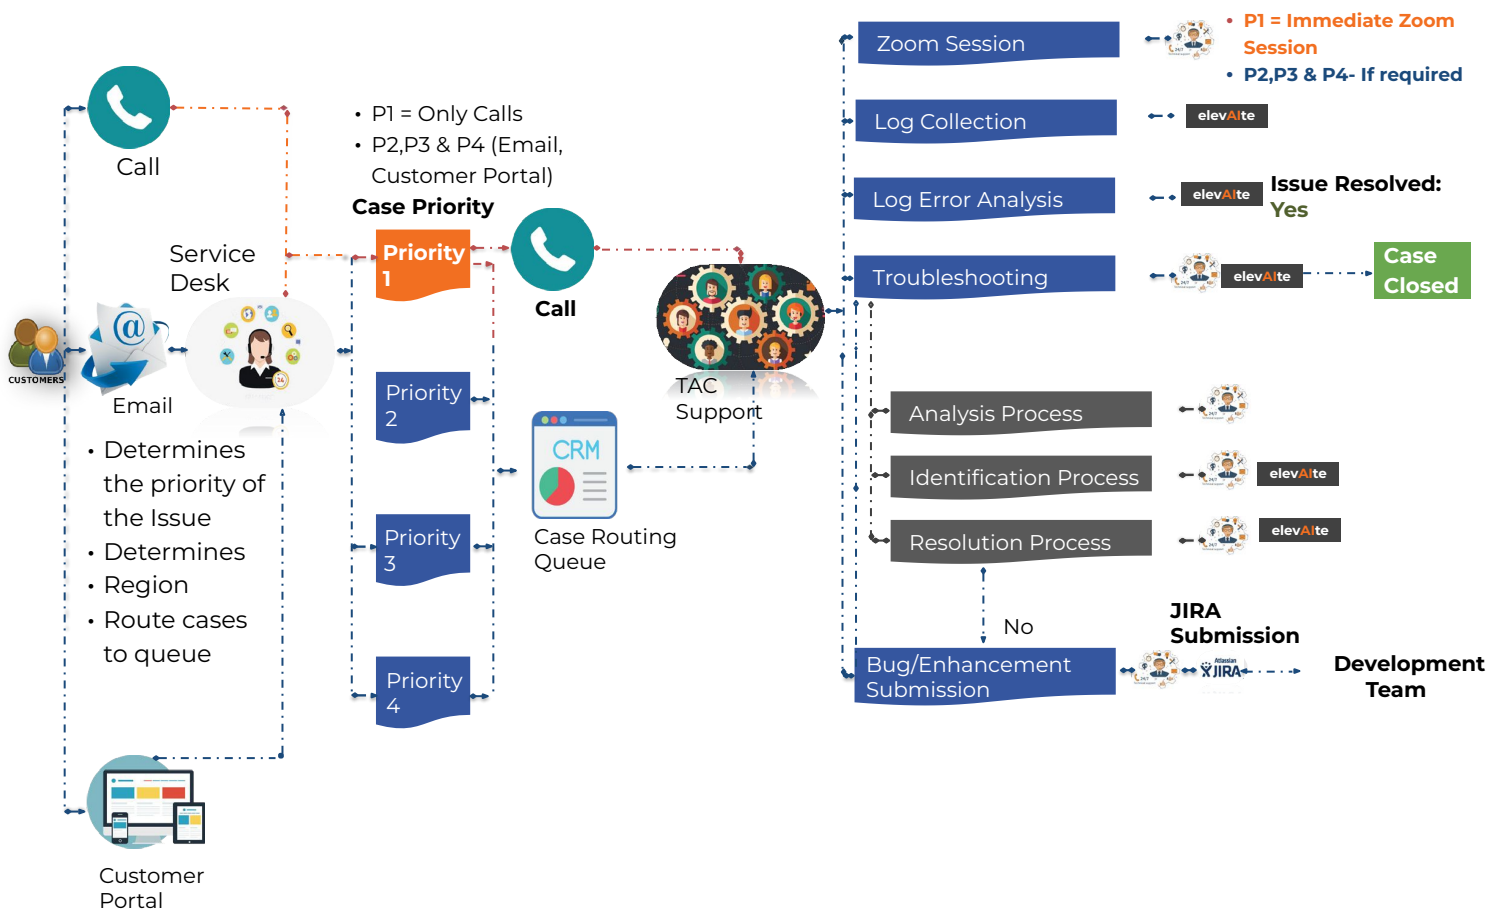 Call
Email
CUSTOMERS
Service
Desk
• Determines
the priority of
the Issue
• Determines
• Region
• Route cases
to queue
Customer
Portal
• P1 = Only Calls
• P2,P3 & P4 (Email,
Customer Portal)
Case Priority
Priority
1
Priority
2
Priority
3
Priority
4
Call
CRM
Case Routing
Queue
TAC
Support
Zoom Session
• P1 = Immediate Zoom
Session
• P2,P3 & P4- If required
Log Collection
elevAIte
Log Error Analysis
elevAIte
Issue Resolved:
Yes
Troubleshooting
elevAIte
Case
Closed
Analysis Process
Identification Process
elevAIte
Resolution Process
elevAIte
No
Bug/Enhancement
Submission
JIRA
Submission
Atlassian
JIRA
Development
Team